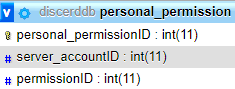 v discerddb personal_permission
personal_permissionID : int(11)
# server_accountID : int(11)
# permissionID : int(11)